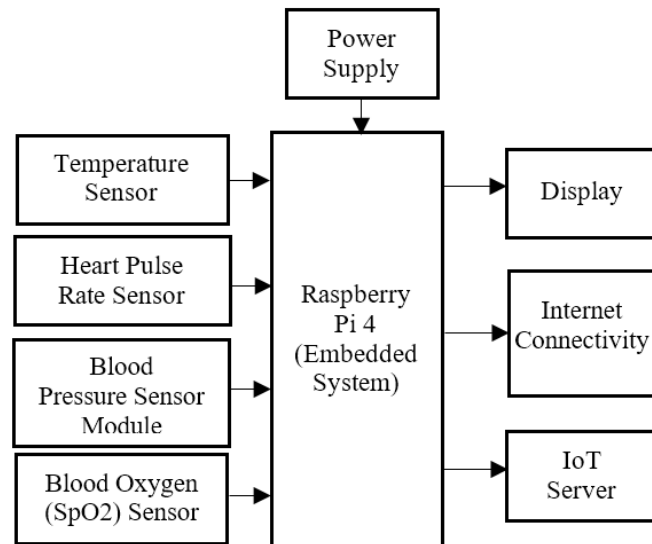 Power
Supply
Temperature
Sensor
Heart Pulse
Rate Sensor
Blood
Pressure Sensor
Module
Blood Oxygen
(SpO2) Sensor
Raspberry
Pi 4
(Embedded
System)
Display
Internet
Connectivity
IoT
Server